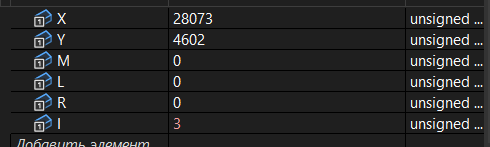 X 28073 unsigned ...
Y 4602 unsigned ...
M 0 unsigned ...
L 0 unsigned ...
R 0 unsigned ...
I 3 unsigned ...
Добавить элемент